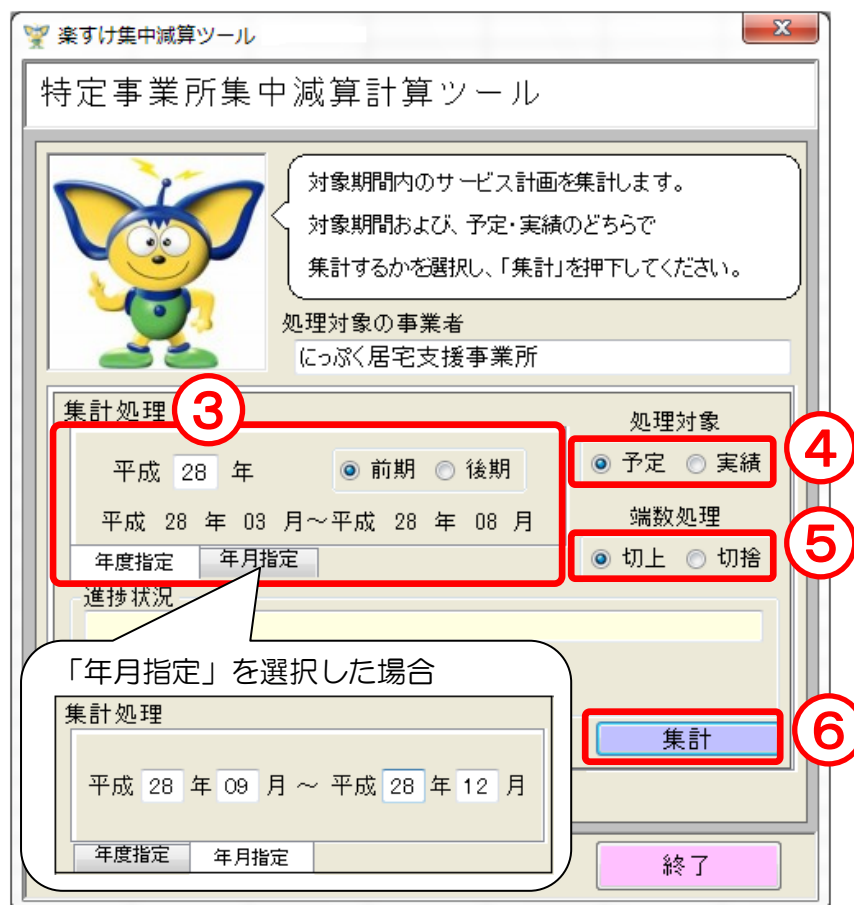 楽すけ集中減算ツール
特定事業所集中減算計算ツール
対象期間内のサービス計画を集計します。
対象期間および、予定・実績のどちらで
集計するかを選択し、「集計」を押下してください。
処理対象の事業者
にっぷく居宅支援事業所
集計処理 ③
平成 28 年 前期 後期
平成 28 年 03 月～平成 28 年 08 月
年度指定 年月指定
処理対象
予定 実績 ④
端数処理
切上 切捨 ⑤
進捗状況
「年月指定」を選択した場合
集計処理
平成 28 年 09 月 ～ 平成 28 年 12 月
年度指定 年月指定
集計 ⑥
終了